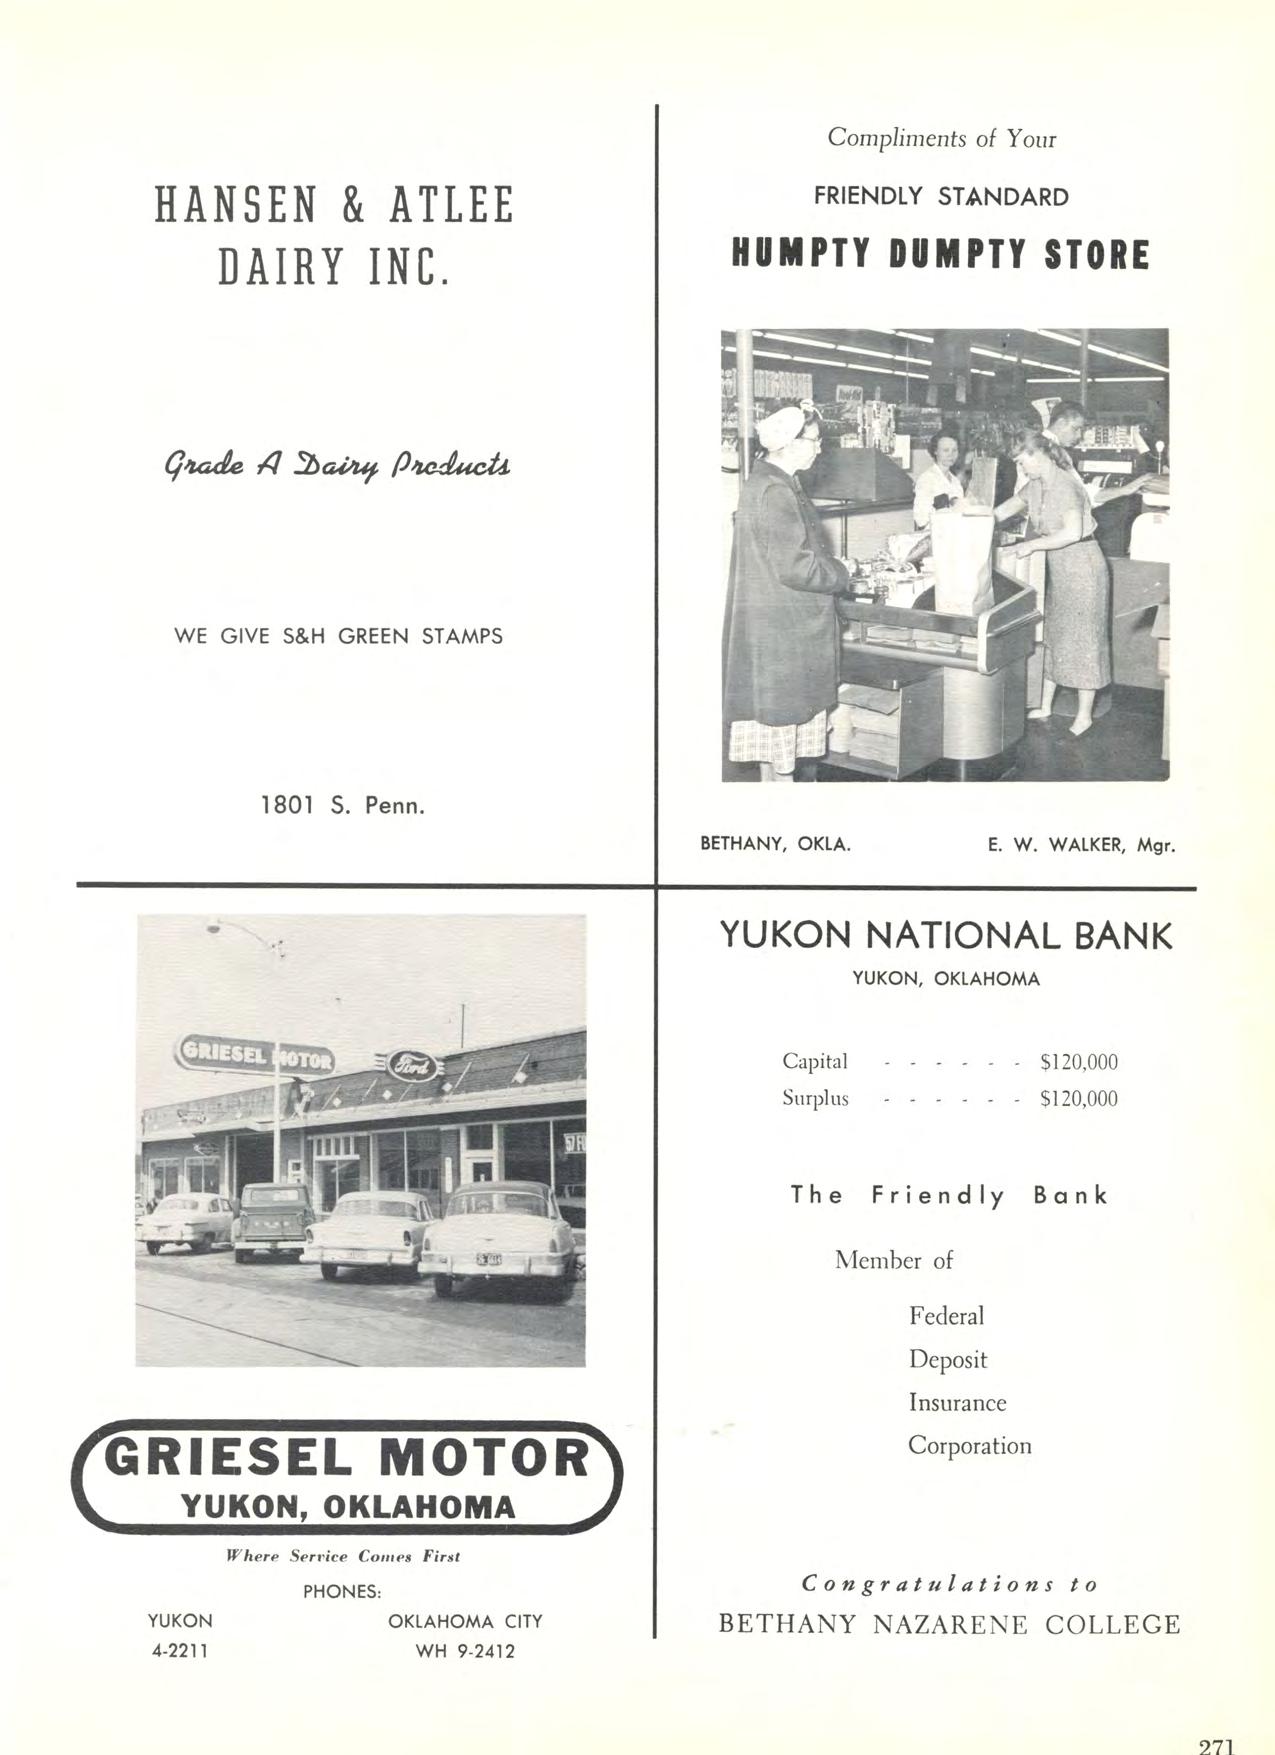 HANSEN & ATLEE
DAIRY INC.
Grade A Dairy Products
WE GIVE S&H GREEN STAMPS
1801 S. Penn.
Compliments of Your
FRIENDLY STANDARD
HUMPTY DUMPTY STORE
BETHANY, OKLA. E. W. WALKER, Mgr.
GRIESEL MOTOR
Ford
57 F
GRIESEL MOTOR
YUKON, OKLAHOMA
Where Service Comes First
PHONES:
YUKON OKLAHOMA CITY
4-2211 WH 9-2412
YUKON NATIONAL BANK
YUKON, OKLAHOMA
Capital - - - - - - $120,000
Surplus - - - - - - $120,000
The Friendly Bank
Member of
Federal
Deposit
Insurance
Corporation
Congratulations to
BETHANY NAZARENE COLLEGE
271